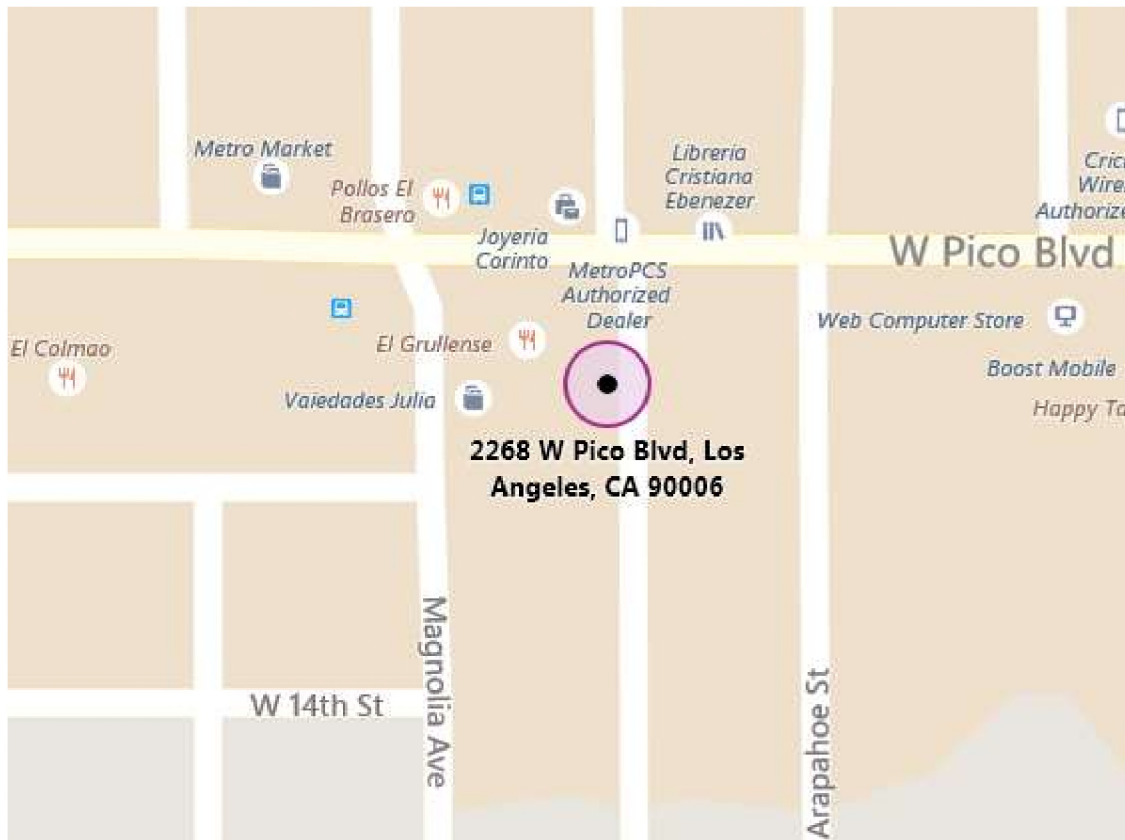 Metro Market
Pollos El
Brasero
Joyería
Corinto
Libreria
Cristiana
Ebenezer
MetroPCS
Authorized
Dealer
W Pico Blvd
El Colmao
El Grullense
Vaiedades Julia
Web Computer Store
Boost Mobile
2268 W Pico Blvd, Los
Angeles, CA 90006
W 14th St
Magnolia Ave
Arapahoe St
Happy